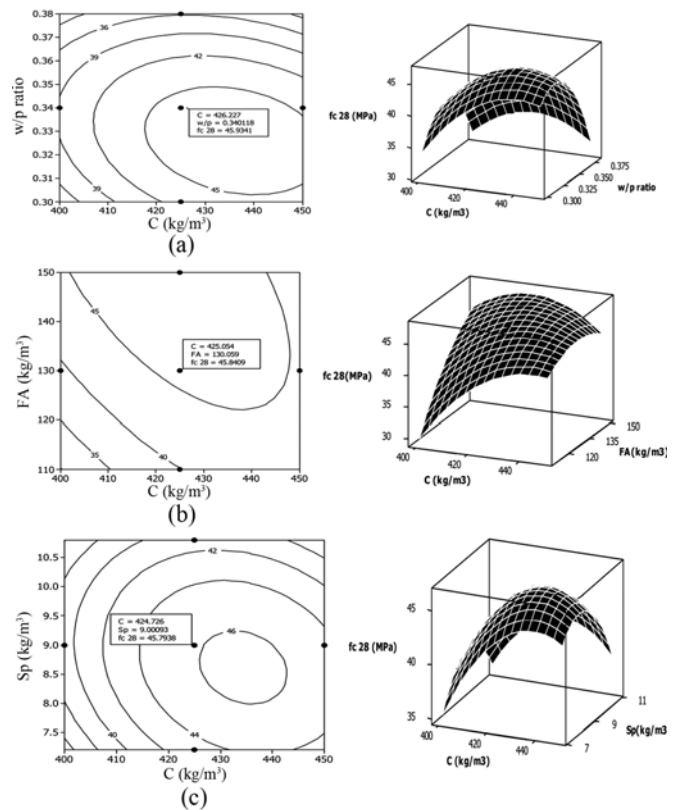 0.38
0.36
0.34
0.32
0.30
w/p ratio
36
39
42
39
45
C = 426.227
w/p = 0.340118
fc 28 = 45.9341
400
410
420
430
440
450
C (kg/m³)
(a)
fc 28 (MPa)
45
40
35
30
400
420
440
C (kg/m3)
0.300
0.325
0.350
0.375
w/p ratio
150
140
130
120
110
FA (kg/m³)
45
35
40
C = 425.054
FA = 130.059
fc 28 = 45.8409
400
410
420
430
440
450
C (kg/m³)
(b)
fc 28(MPa)
45
40
35
30
400
420
440
C (kg/m3)
120
135
150
FA(kg/m3)
10.5
10.0
9.5
9.0
8.5
8.0
7.5
Sp (kg/m³)
42
46
40
44
C = 424.726
Sp = 9.00093
fc 28 = 45.7938
400
410
420
430
440
450
C (kg/m³)
(c)
fc 28 (MPa)
45
40
35
400
420
440
C (kg/m3)
7
9
11
Sp(kg/m3